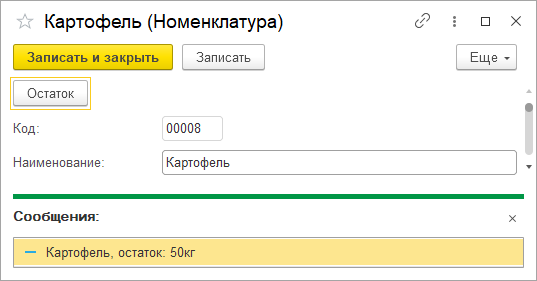 Картофель (Номенклатура)
Записать и закрыть Записать Еще
Остаток
Код: 00008
Наименование: Картофель
Сообщения:
Картофель, остаток: 50кг